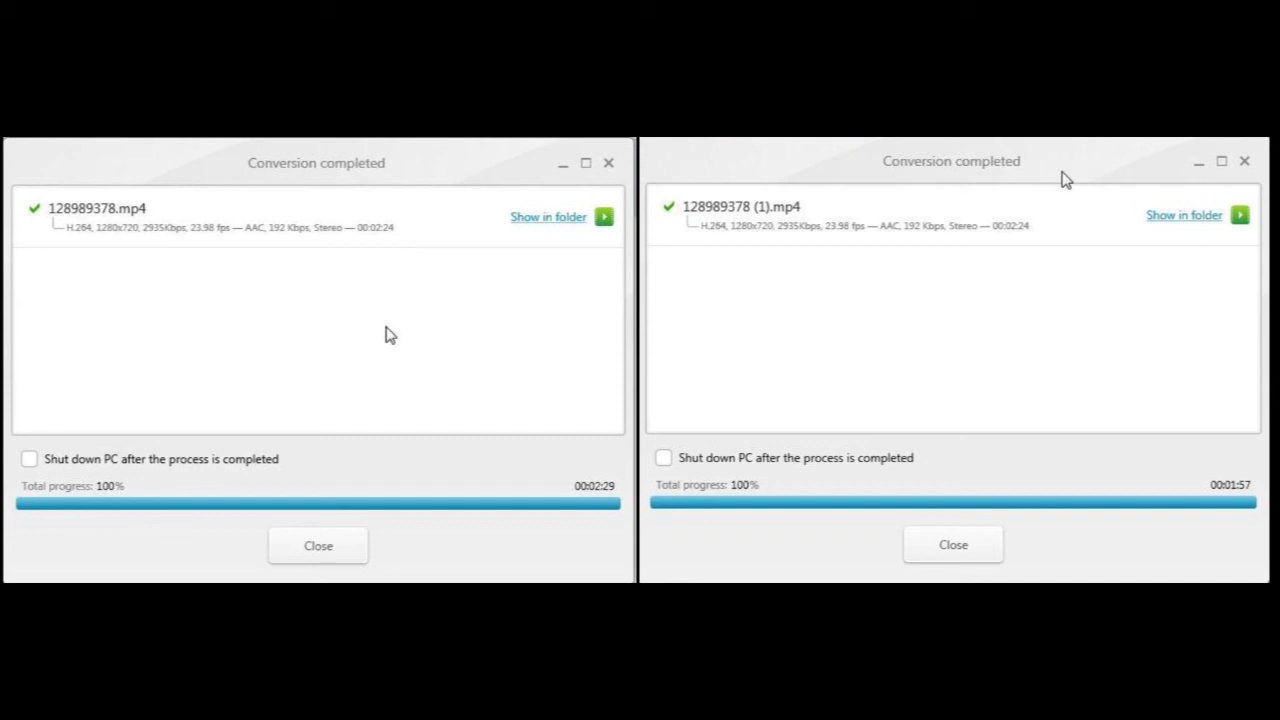 Conversion completed
128989378.mp4
Show in folder
H.264, 1280x720, 2935Kbps, 23.98 fps — AAC, 192 Kbps, Stereo — 00:02:24
Shut down PC after the process is completed
Total progress: 100% 00:02:29
Close
Conversion completed
128989378 (1).mp4
Show in folder
H.264, 1280x720, 2935Kbps, 23.98 fps — AAC, 192 Kbps, Stereo — 00:02:24
Shut down PC after the process is completed
Total progress: 100% 00:01:57
Close